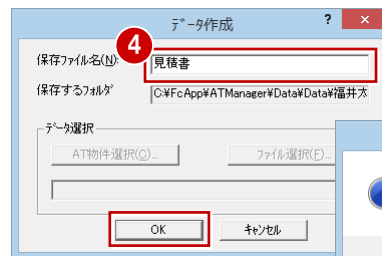 ﾃﾞｰﾀ作成
? ×
4
保存ﾌｧｲﾙ名(N):
見積書
保存するﾌｫﾙﾀﾞ
C:¥FcApp¥ATManager¥Data¥Data¥福井太
ﾃﾞｰﾀ選択
AT物件選択(C)...
ﾌｧｲﾙ選択(F)...
OK
ｷｬﾝｾﾙ